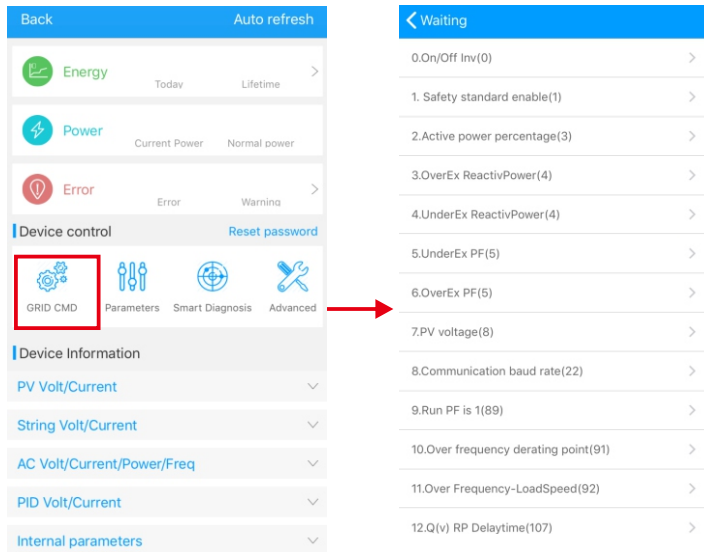 Back Auto refresh
Energy
Today Lifetime
Power
Current Power Normal power
Error
Error Warning
Device control Reset password
GRID CMD Parameters Smart Diagnosis Advanced
Device Information
PV Volt/Current
String Volt/Current
AC Volt/Current/Power/Freq
PID Volt/Current
Internal parameters
Waiting
0.On/Off Inv(0)
1. Safety standard enable(1)
2.Active power percentage(3)
3.OverEx ReactivPower(4)
4.UnderEx ReactivPower(4)
5.UnderEx PF(5)
6.OverEx PF(5)
7.PV voltage(8)
8.Communication baud rate(22)
9.Run PF is 1(89)
10.Over frequency derating point(91)
11.Over Frequency-LoadSpeed(92)
12.Q(v) RP Delaytime(107)